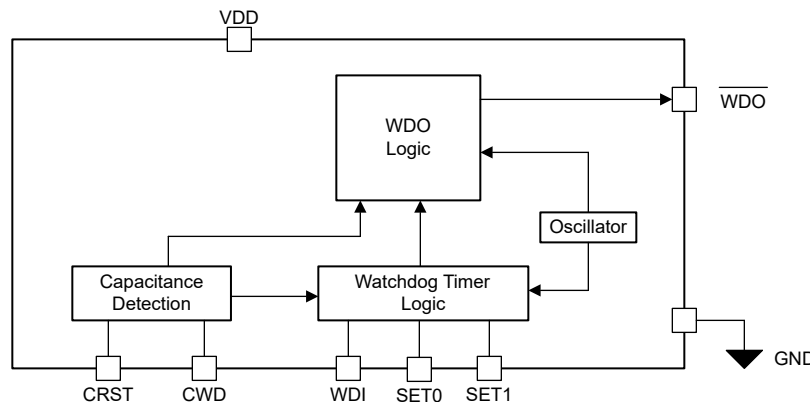 VDD
WDO
WDO
Logic
Oscillator
Capacitance
Detection
Watchdog Timer
Logic
GND
CRST
CWD
WDI
SET0
SET1